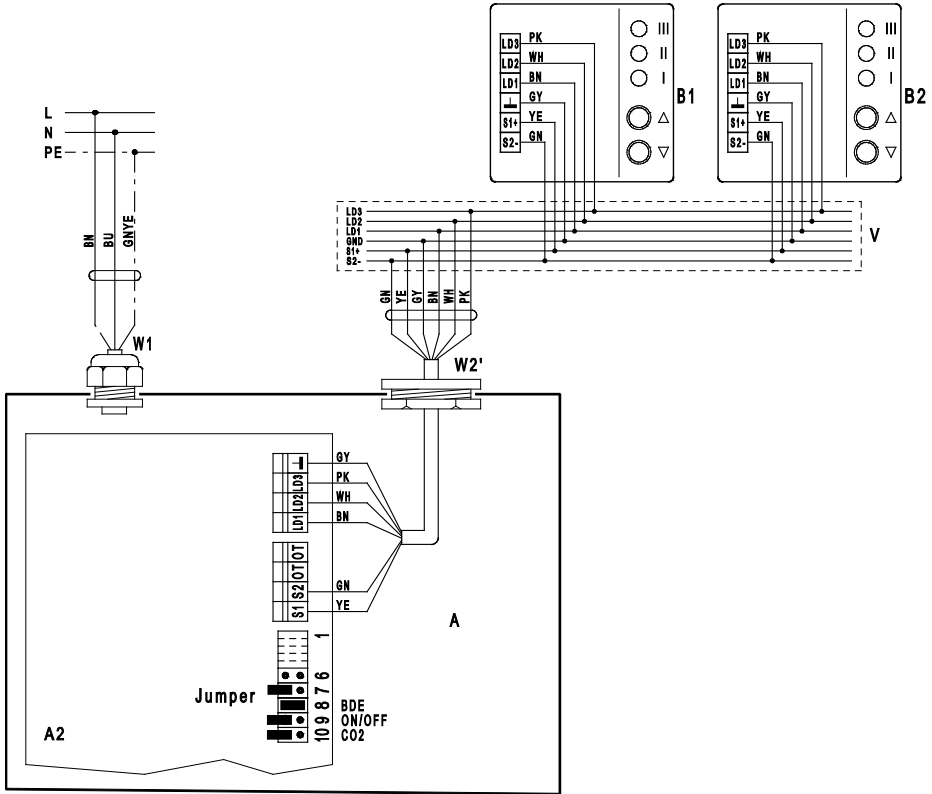 LD3 PK III
LD2 WH II
LD1 BN I
GY
S1+ YE
S2- GN
B1
LD3 PK III
LD2 WH II
LD1 BN I
GY
S1+ YE
S2- GN
B2
L
N
PE
BN
BU
GNYE
LD3
LD2
LD1
GND
S1+
S2-
V
GN
YE
GY
BN
WH
PK
W1
W2'
GY
LD3 PK
LD2 WH
LD1 BN
OT
OT
S2 GN
S1 YE
A
1
6
Jumper 7
8 BDE
9 ON/OFF
10 CO2
A2